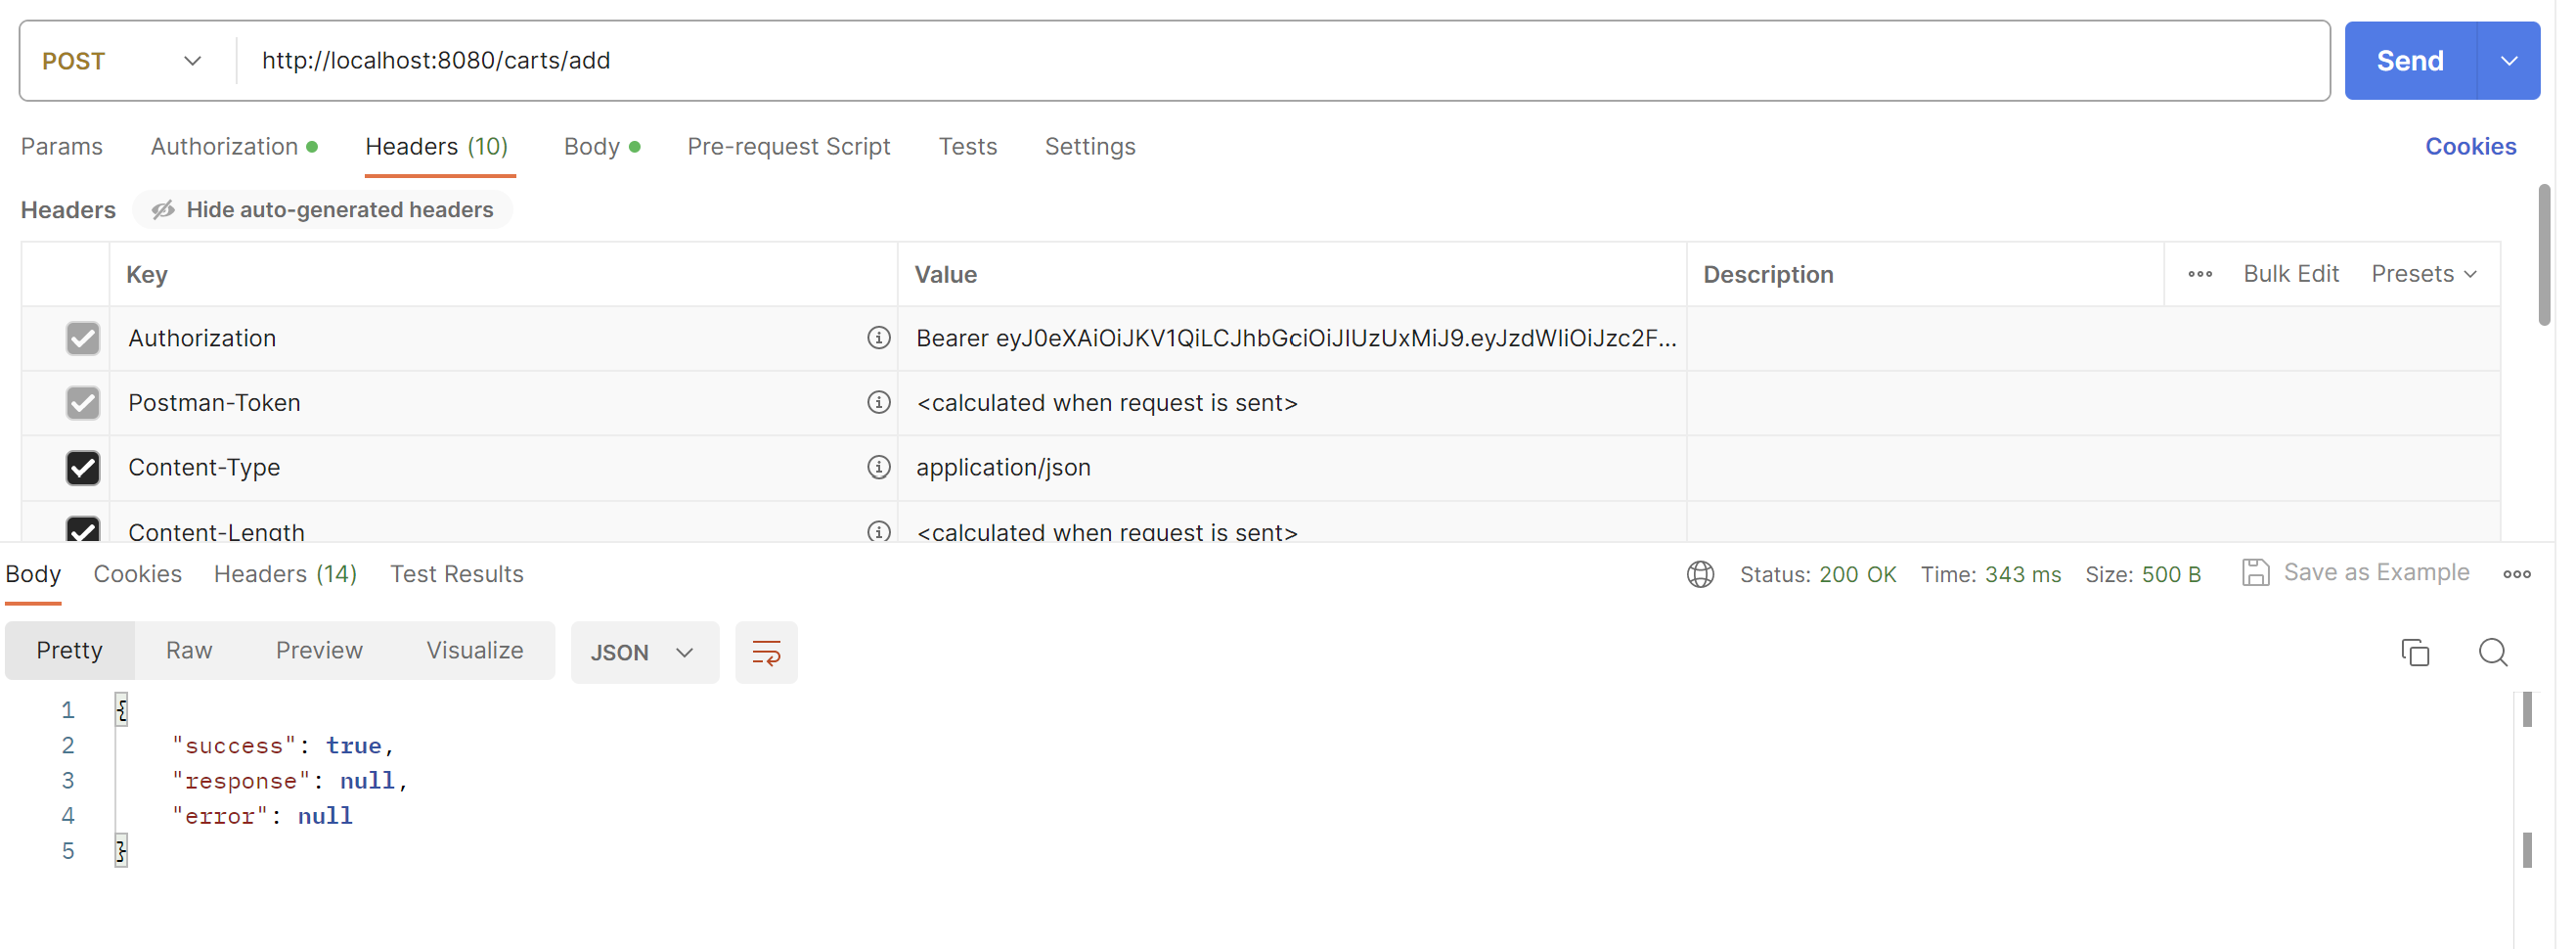 POST http://localhost:8080/carts/add Send
Params Authorization Headers (10) Body Pre-request Script Tests Settings Cookies
Headers Hide auto-generated headers
Key Value Description Bulk Edit Presets
Authorization Bearer eyJ0eXAiOiJKV1QiLCJhbGciOiJIUzUxMiJ9.eyJzdWIiOiJzc2F...
Postman-Token <calculated when request is sent>
Content-Type application/json
Content-Length <calculated when request is sent>
Body Cookies Headers (14) Test Results Status: 200 OK Time: 343 ms Size: 500 B Save as Example
Pretty Raw Preview Visualize JSON
1 {
2 "success": true,
3 "response": null,
4 "error": null
5 }